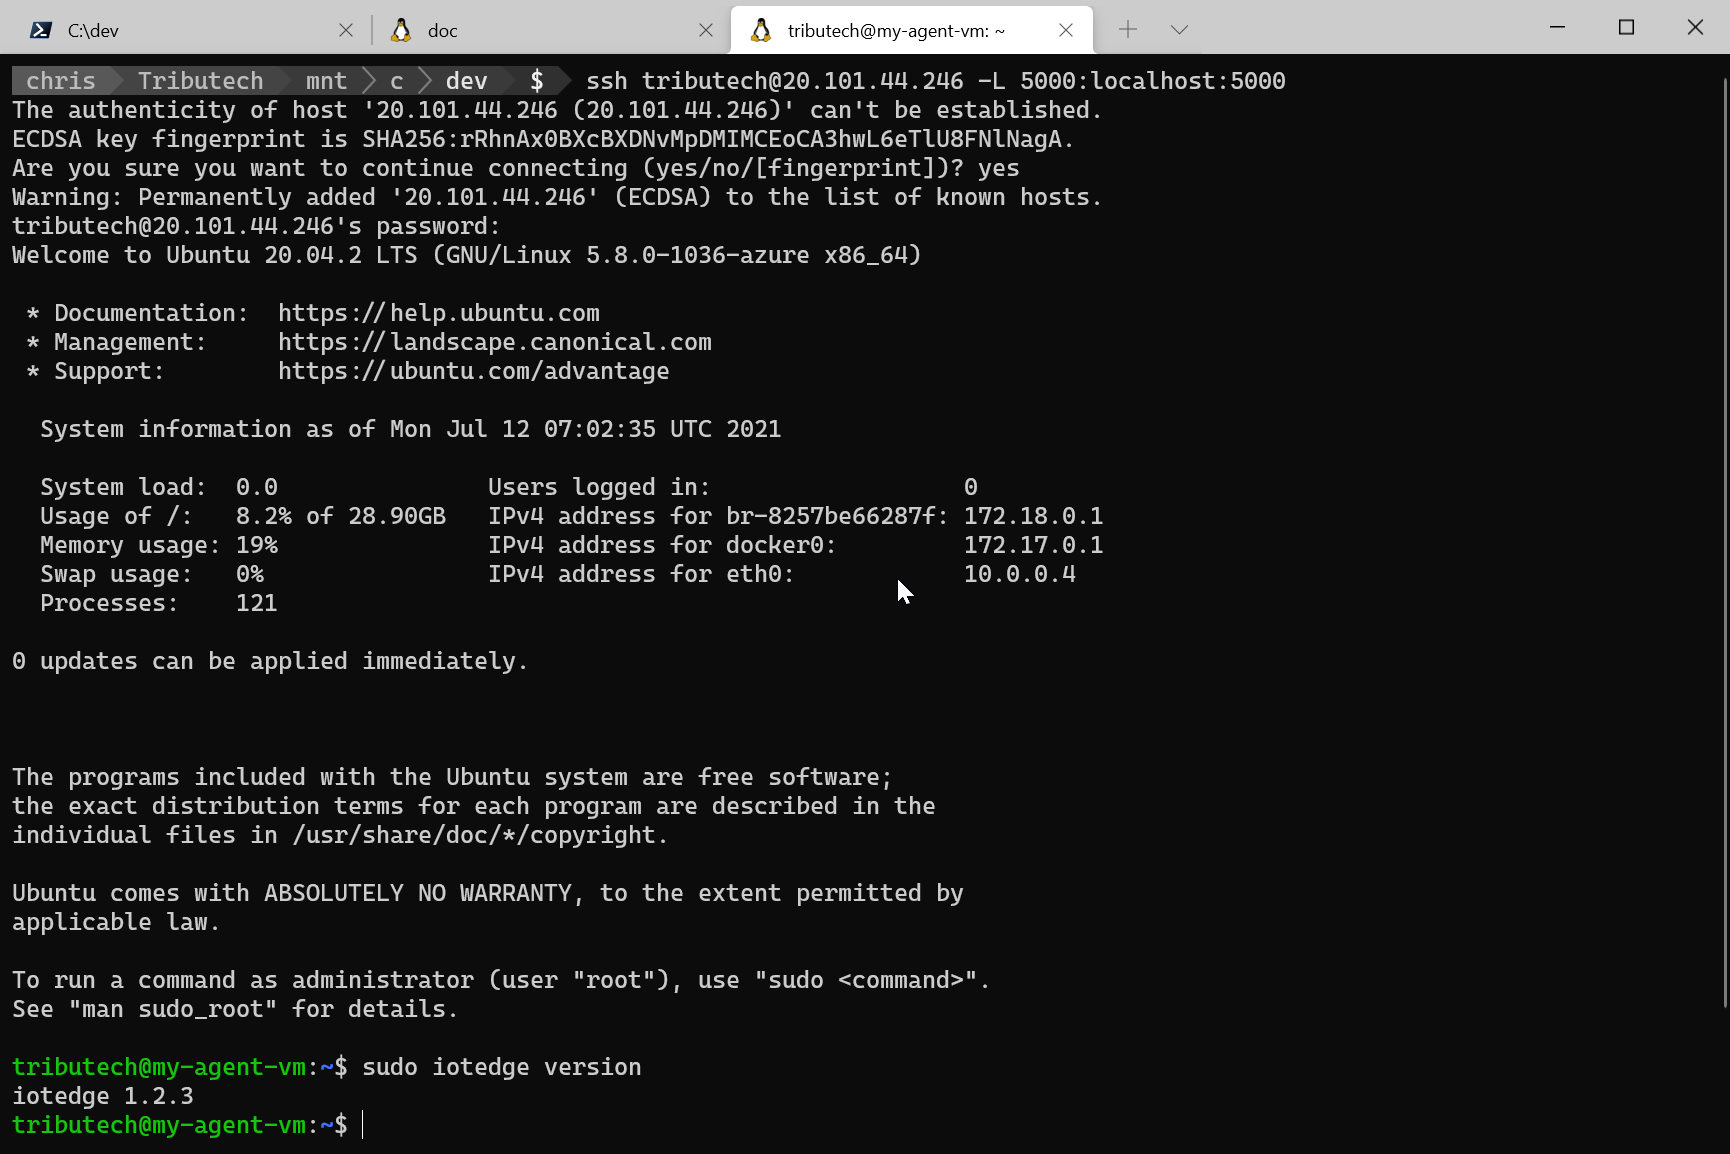 C:\dev
doc
tributech@my-agent-vm: ~
chris Tributech mnt c dev $ ssh tributech@20.101.44.246 -L 5000:localhost:5000
The authenticity of host '20.101.44.246 (20.101.44.246)' can't be established.
ECDSA key fingerprint is SHA256:rRhnAx0BXcBXDNvMpDMIMCEoCA3hwL6eTlU8FNlNagA.
Are you sure you want to continue connecting (yes/no/[fingerprint])? yes
Warning: Permanently added '20.101.44.246' (ECDSA) to the list of known hosts.
tributech@20.101.44.246's password:
Welcome to Ubuntu 20.04.2 LTS (GNU/Linux 5.8.0-1036-azure x86_64)
* Documentation:  https://help.ubuntu.com
* Management:     https://landscape.canonical.com
* Support:        https://ubuntu.com/advantage
System information as of Mon Jul 12 07:02:35 UTC 2021
System load:  0.0               Users logged in:                  0
Usage of /:   8.2% of 28.90GB   IPv4 address for br-8257be66287f: 172.18.0.1
Memory usage: 19%               IPv4 address for docker0:         172.17.0.1
Swap usage:   0%                IPv4 address for eth0:            10.0.0.4
Processes:    121
0 updates can be applied immediately.
The programs included with the Ubuntu system are free software;
the exact distribution terms for each program are described in the
individual files in /usr/share/doc/*/copyright.
Ubuntu comes with ABSOLUTELY NO WARRANTY, to the extent permitted by
applicable law.
To run a command as administrator (user "root"), use "sudo <command>".
See "man sudo_root" for details.
tributech@my-agent-vm:~$ sudo iotedge version
iotedge 1.2.3
tributech@my-agent-vm:~$